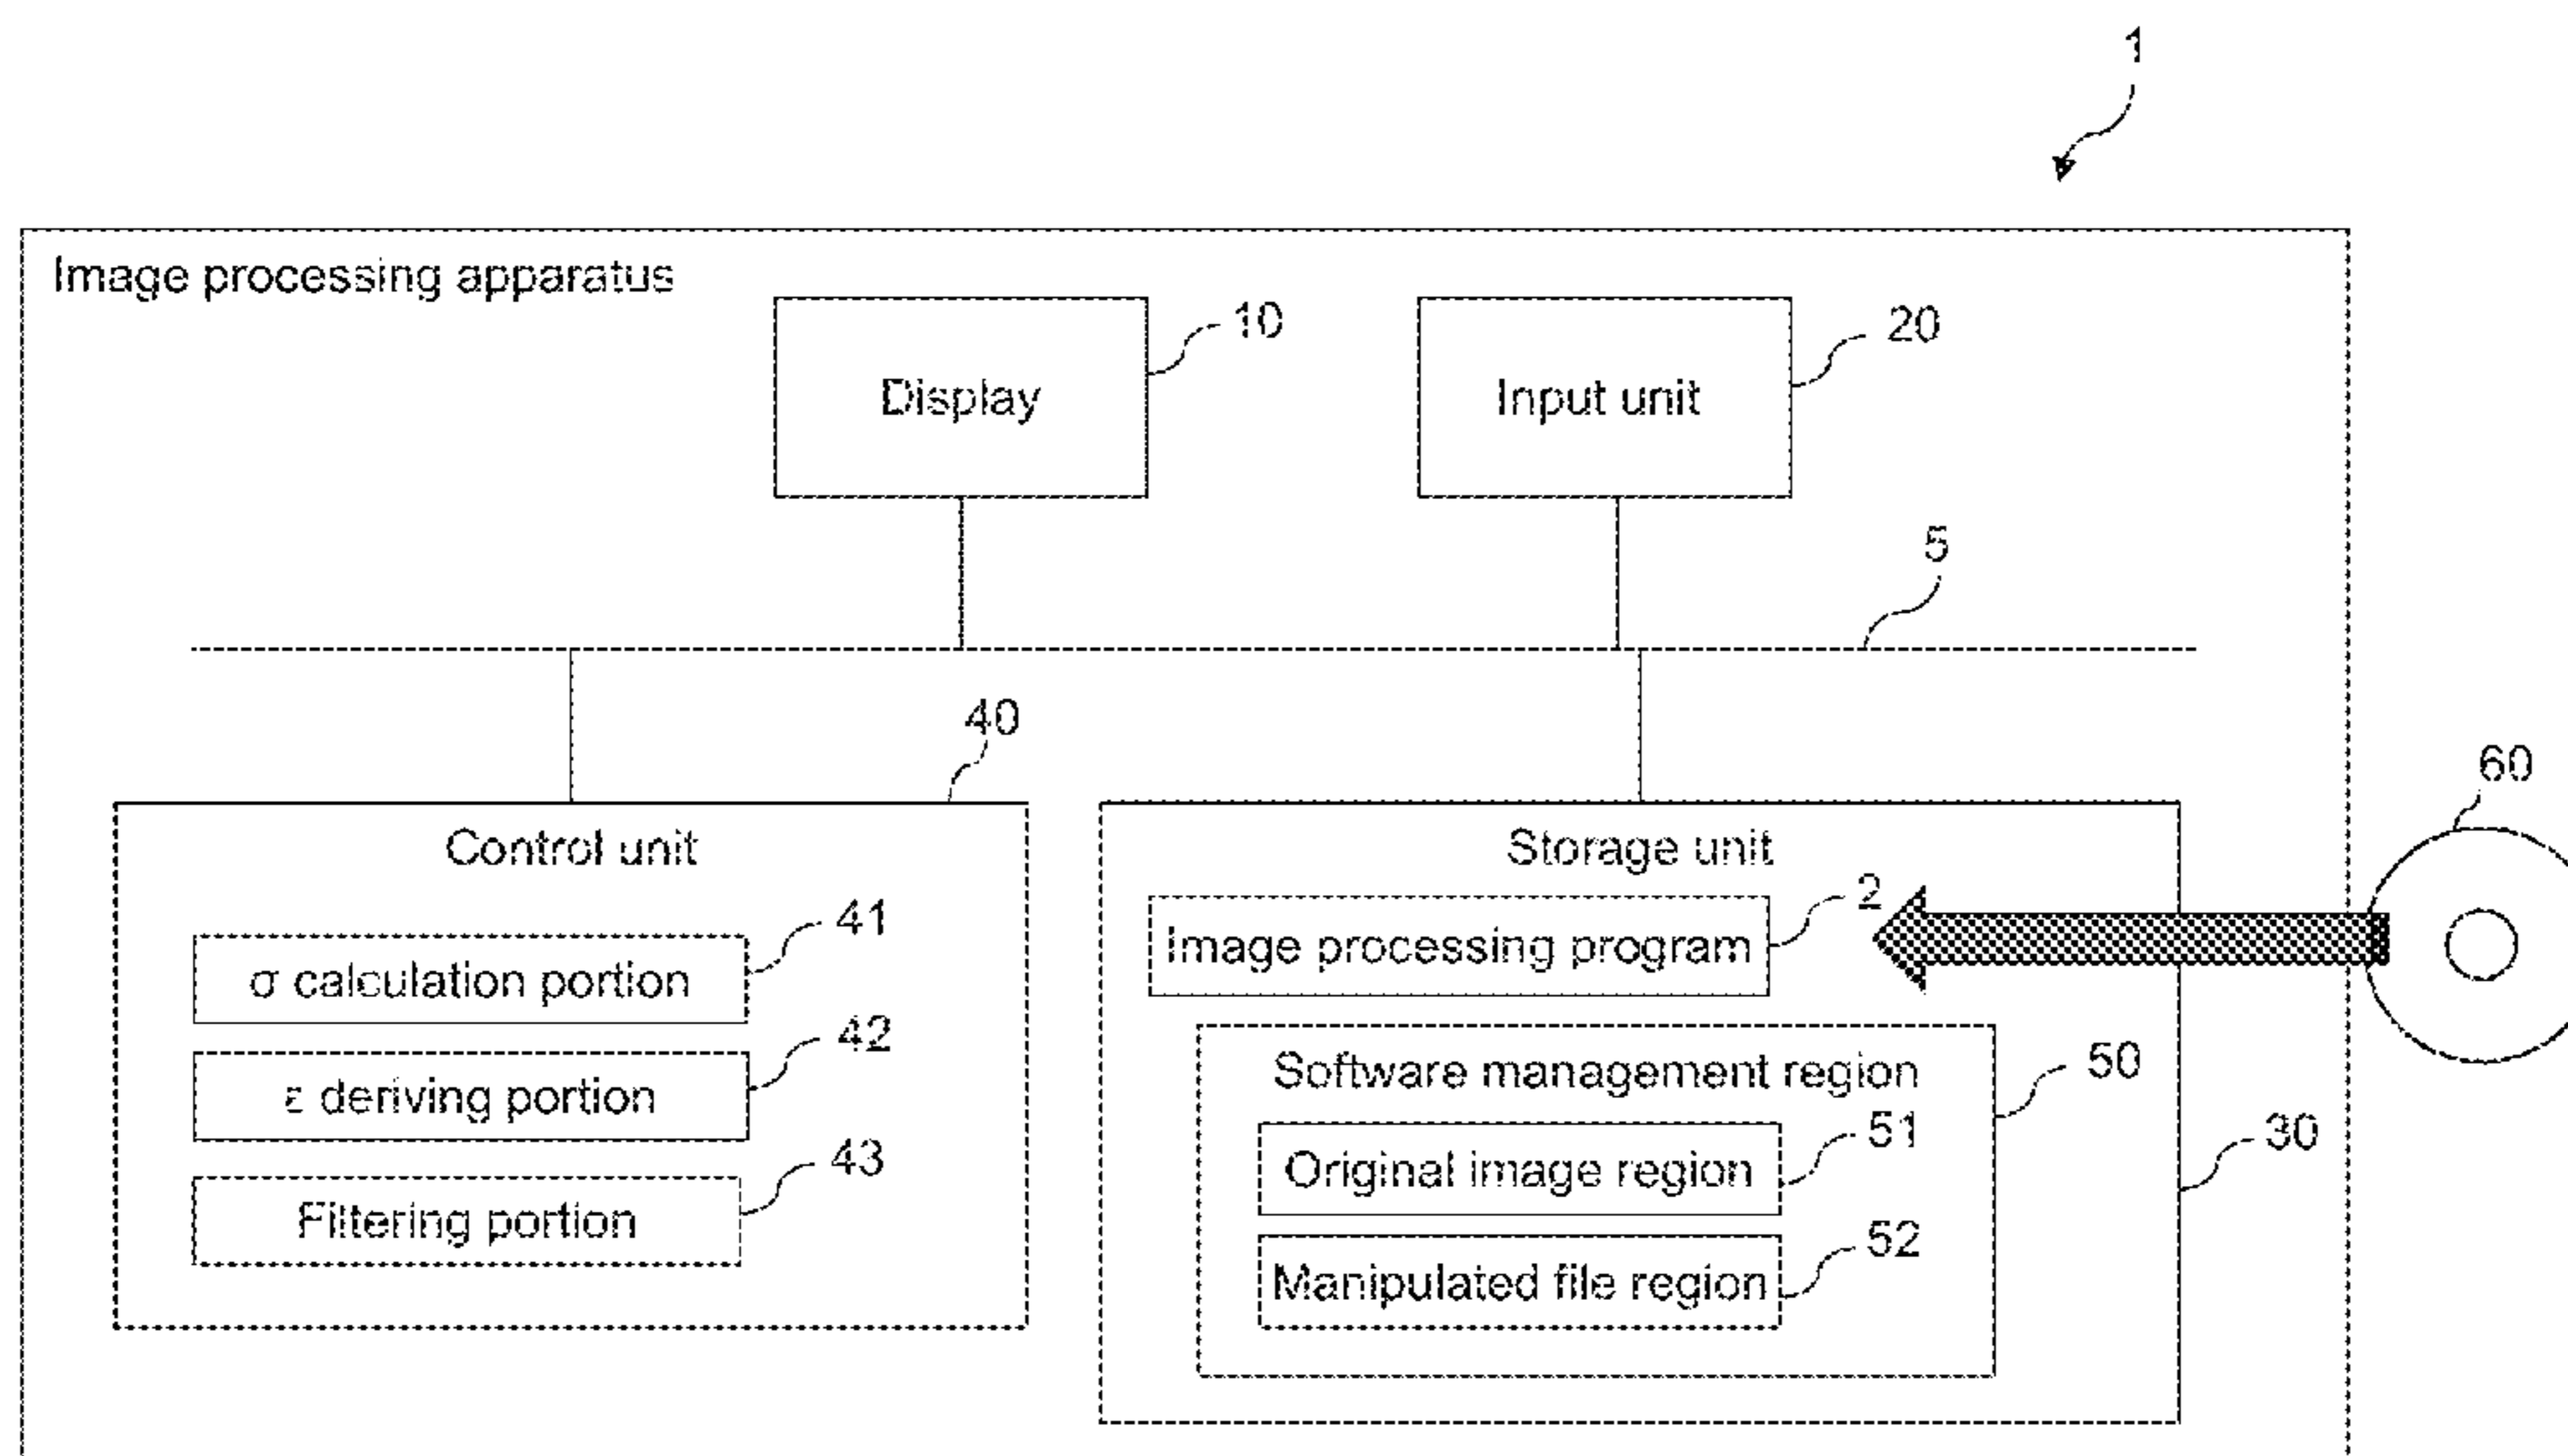 1
Image processing apparatus
10
20
Display
Input unit
5
40
60
Control unit
Storage unit
2
Image processing program
41
σ calculation portion
42
ε deriving portion
43
Filtering portion
Software management region
50
51
Original image region
30
52
Manipulated file region